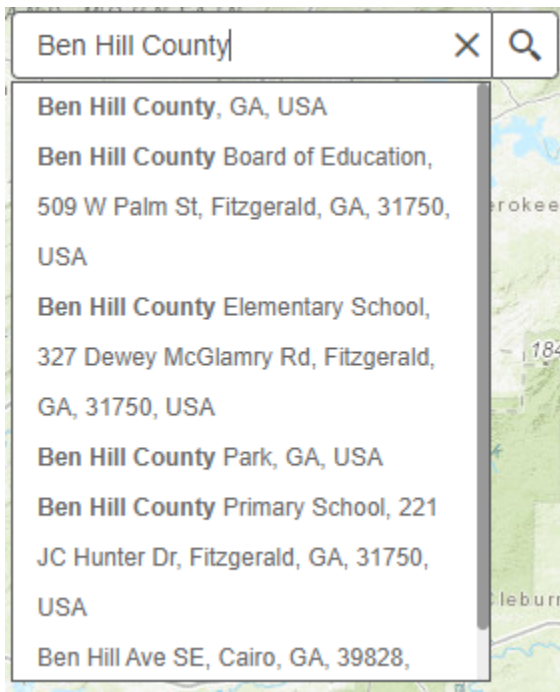 Ben Hill County
Ben Hill County, GA, USA
Ben Hill County Board of Education,
509 W Palm St, Fitzgerald, GA, 31750,
USA
Ben Hill County Elementary School,
327 Dewey McGlamry Rd, Fitzgerald,
GA, 31750, USA
Ben Hill County Park, GA, USA
Ben Hill County Primary School, 221
JC Hunter Dr, Fitzgerald, GA, 31750,
USA
Ben Hill Ave SE, Cairo, GA, 39828,
erokee
184
Cleburn